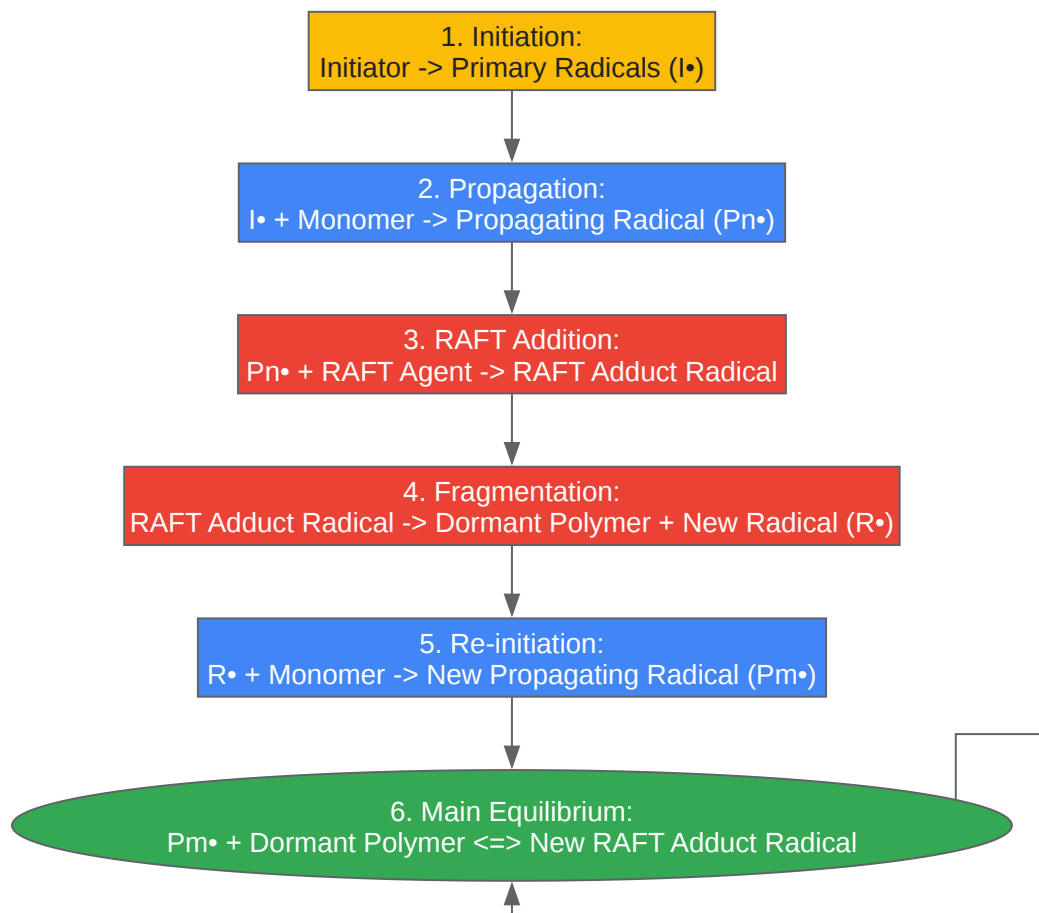 1. Initiation:
Initiator -> Primary Radicals (I•)
2. Propagation:
I• + Monomer -> Propagating Radical (Pn•)
3. RAFT Addition:
Pn• + RAFT Agent -> RAFT Adduct Radical
4. Fragmentation:
RAFT Adduct Radical -> Dormant Polymer + New Radical (R•)
5. Re-initiation:
R• + Monomer -> New Propagating Radical (Pm•)
6. Main Equilibrium:
Pm• + Dormant Polymer <=> New RAFT Adduct Radical